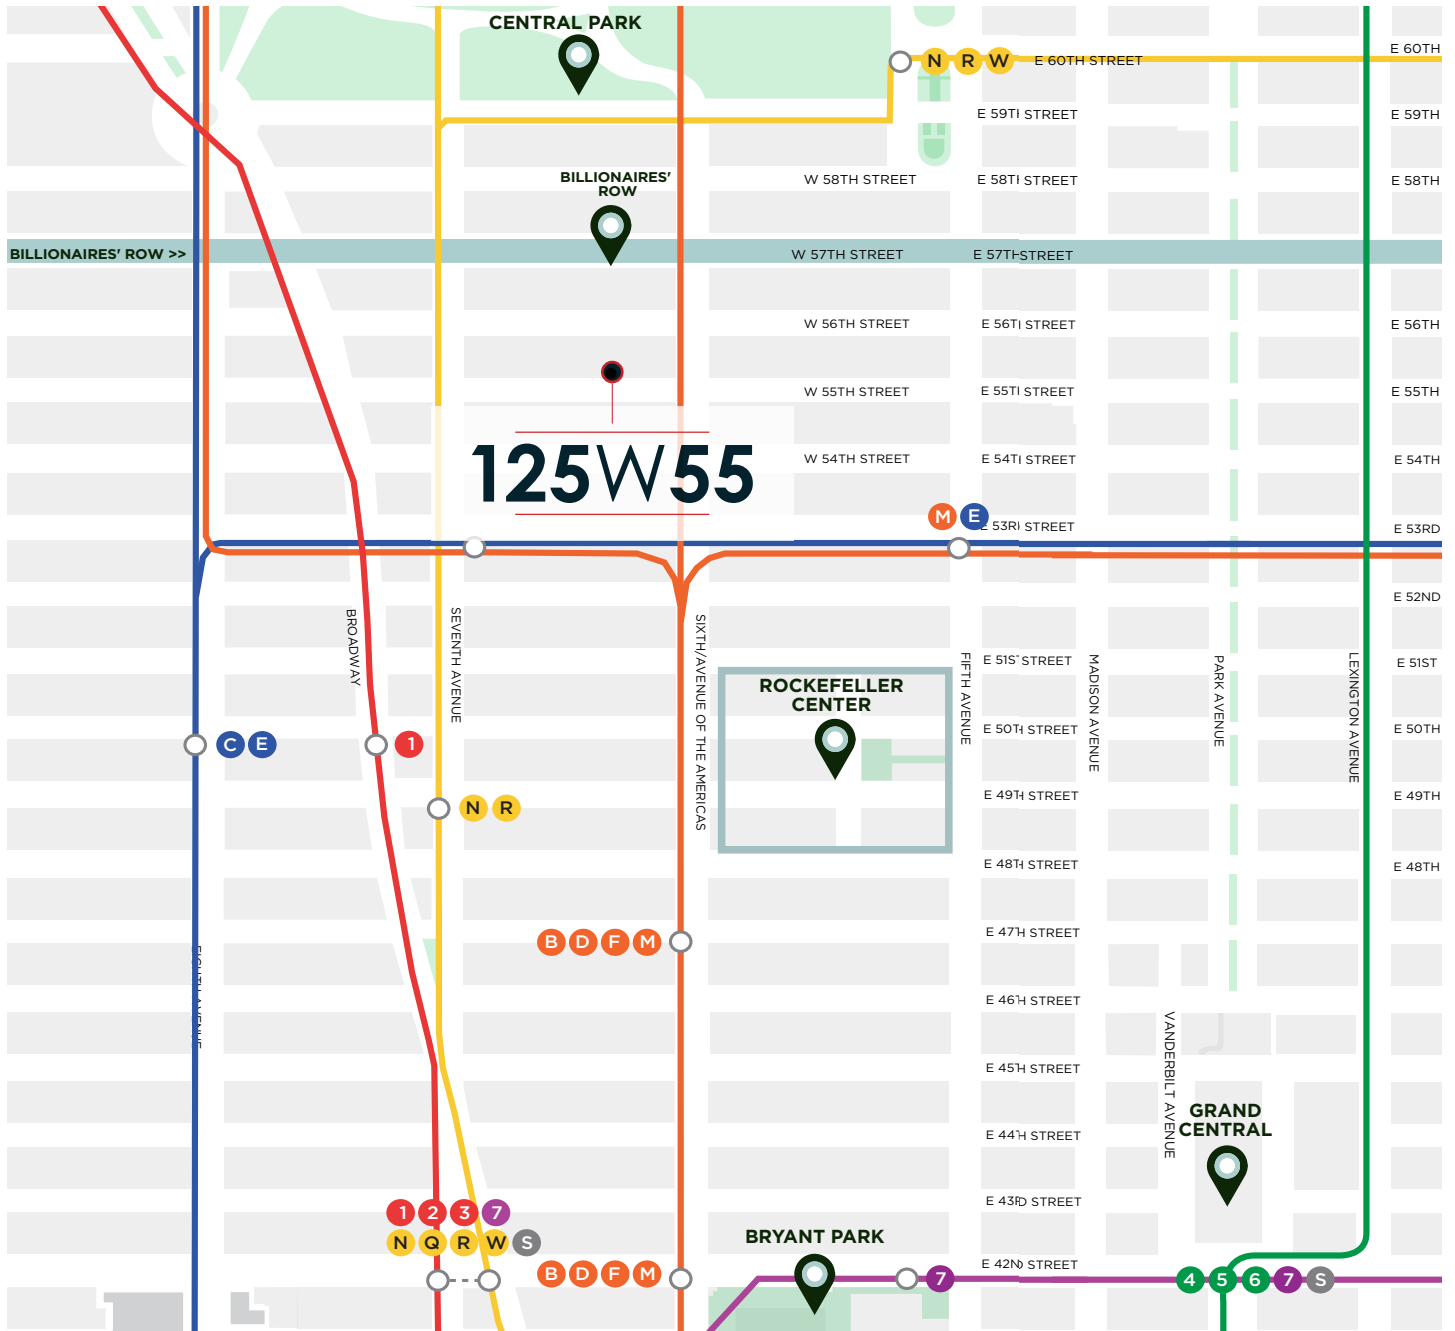 CENTRAL PARK
E 60TH
N R W
E 60TH STREET
E 59TH STREET
E 59TH
BILLIONAIRES'
ROW
W 58TH STREET
E 58TH STREET
E 58TH
BILLIONAIRES' ROW >>
W 57TH STREET
E 57TH STREET
W 56TH STREET
E 56TH STREET
E 56TH
W 55TH STREET
E 55TH STREET
E 55TH
125W55
W 54TH STREET
E 54TH STREET
E 54TH
M E
E 53RD STREET
E 53RD
E 52ND
BROADWAY
SEVENTH AVENUE
SIXTH/AVENUE OF THE AMERICAS
FIFTH AVENUE
MADISON AVENUE
PARK AVENUE
LEXINGTON AVENUE
E 51ST STREET
E 51ST
ROCKEFELLER
CENTER
E 50TH STREET
E 50TH
C E
1
N R
E 49TH STREET
E 49TH
E 48TH STREET
E 48TH
B D F M
E 47TH STREET
EIGHTH AVENUE
E 46TH STREET
VANDERBILT AVENUE
E 45TH STREET
GRAND
CENTRAL
E 44TH STREET
E 43RD STREET
1 2 3 7
N Q R W S
BRYANT PARK
E 42ND STREET
B D F M
7
4 5 6 7 S